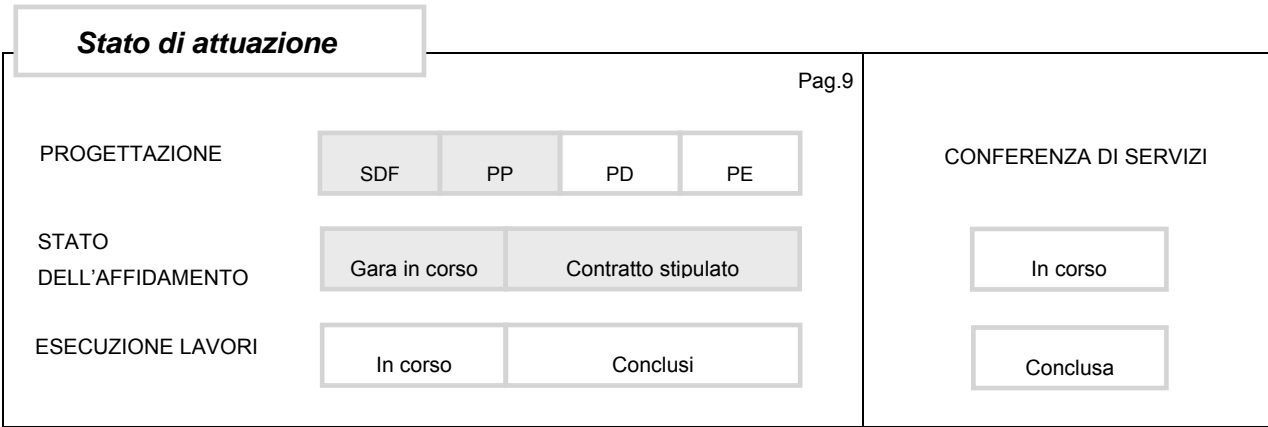 Stato di attuazione
Pag.9
PROGETTAZIONE
SDF PP PD PE
CONFERENZA DI SERVIZI
STATO
DELL’AFFIDAMENTO
Gara in corso Contratto stipulato
In corso
ESECUZIONE LAVORI
In corso Conclusi
Conclusa